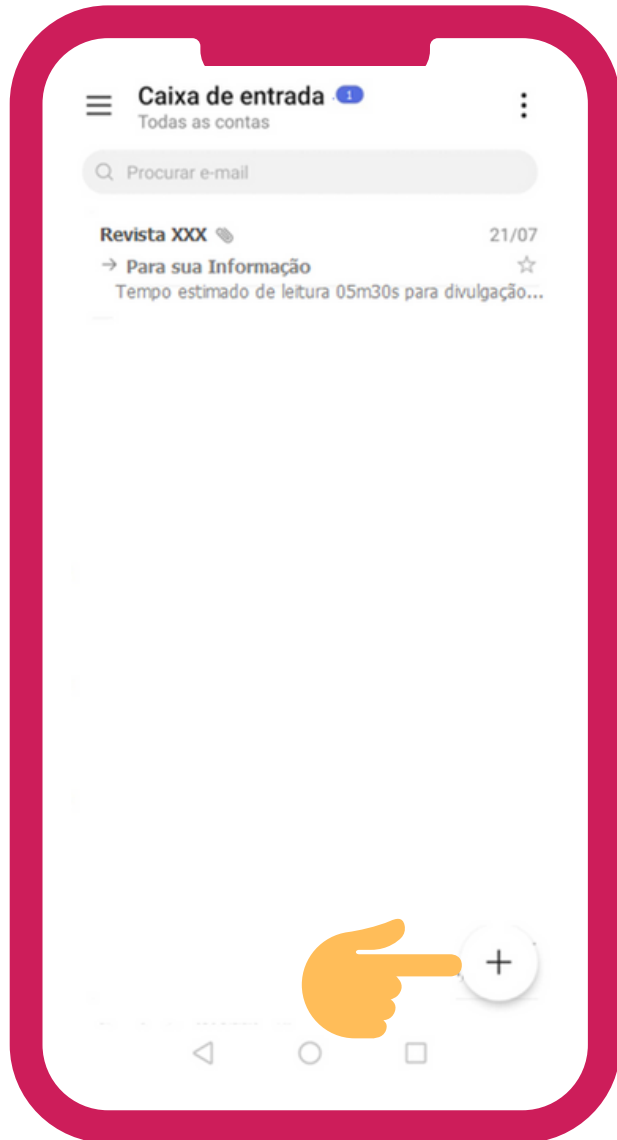 Caixa de entrada 1
Todas as contas
Procurar e-mail
Revista XXX 21/07
Para sua Informação
Tempo estimado de leitura 05m30s para divulgação...